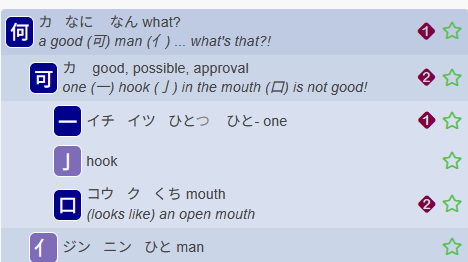 何 カ なに なん what? 1
a good (可) man (亻) ... what's that?!
可 カ good, possible, approval 2
one (一) hook (亅) in the mouth (口) is not good!
一 イチ イツ ひとつ ひと- one 1
亅 hook
口 コウ ク くち mouth 2
(looks like) an open mouth
亻 ジン ニン ひと man